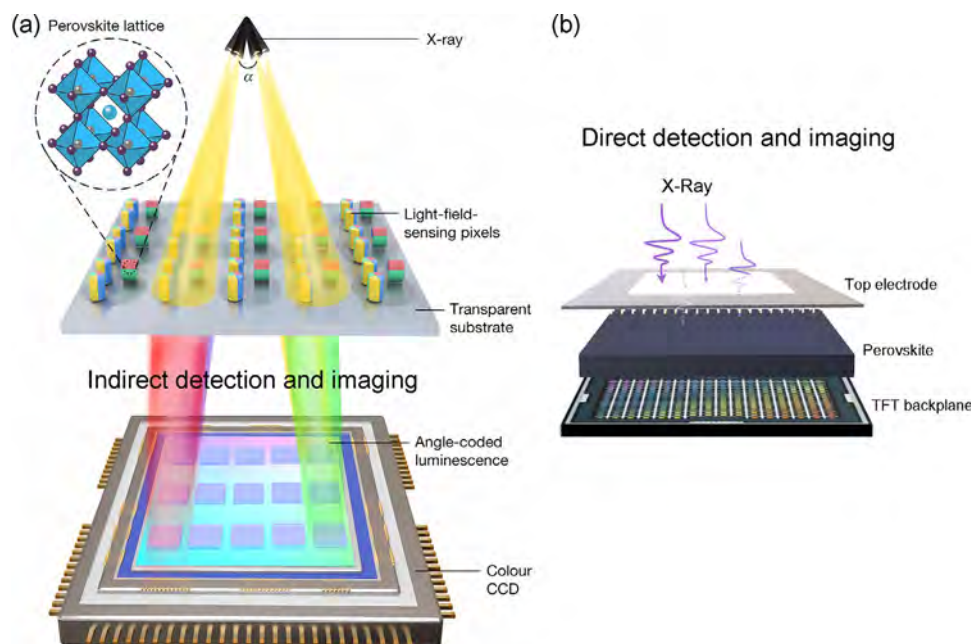 (a)
Perovskite lattice
X-ray
α
Light-field-
sensing pixels
Transparent
substrate
Indirect detection and imaging
Angle-coded
luminescence
Colour
CCD
(b)
Direct detection and imaging
X-Ray
Top electrode
Perovskite
TFT backplane